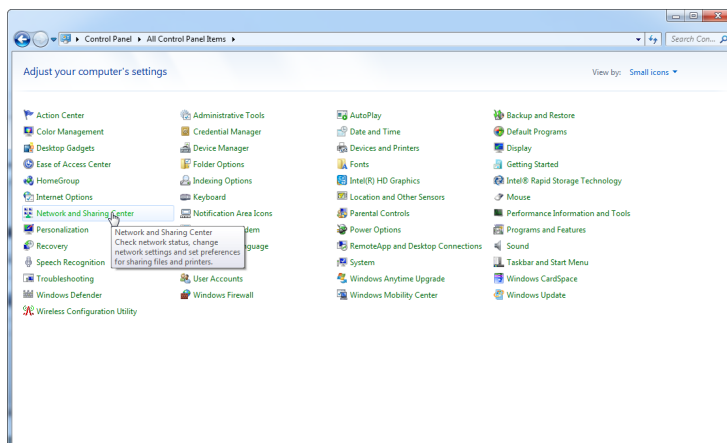 Control Panel ▸ All Control Panel Items ▸
Search Con...
Adjust your computer's settings
View by: Small icons
Action Center
Administrative Tools
AutoPlay
Backup and Restore
Color Management
Credential Manager
Date and Time
Default Programs
Desktop Gadgets
Device Manager
Devices and Printers
Display
Ease of Access Center
Folder Options
Fonts
Getting Started
HomeGroup
Indexing Options
Intel(R) HD Graphics
Intel® Rapid Storage Technology
Internet Options
Keyboard
Location and Other Sensors
Mouse
Network and Sharing Center
Notification Area Icons
Parental Controls
Performance Information and Tools
Personalization
Power Options
Programs and Features
Recovery
RemoteApp and Desktop Connections
Sound
Speech Recognition
System
Taskbar and Start Menu
Network and Sharing Center
Check network status, change
network settings and set preferences
for sharing files and printers.
Troubleshooting
User Accounts
Windows Anytime Upgrade
Windows CardSpace
Windows Defender
Windows Firewall
Windows Mobility Center
Windows Update
Wireless Configuration Utility